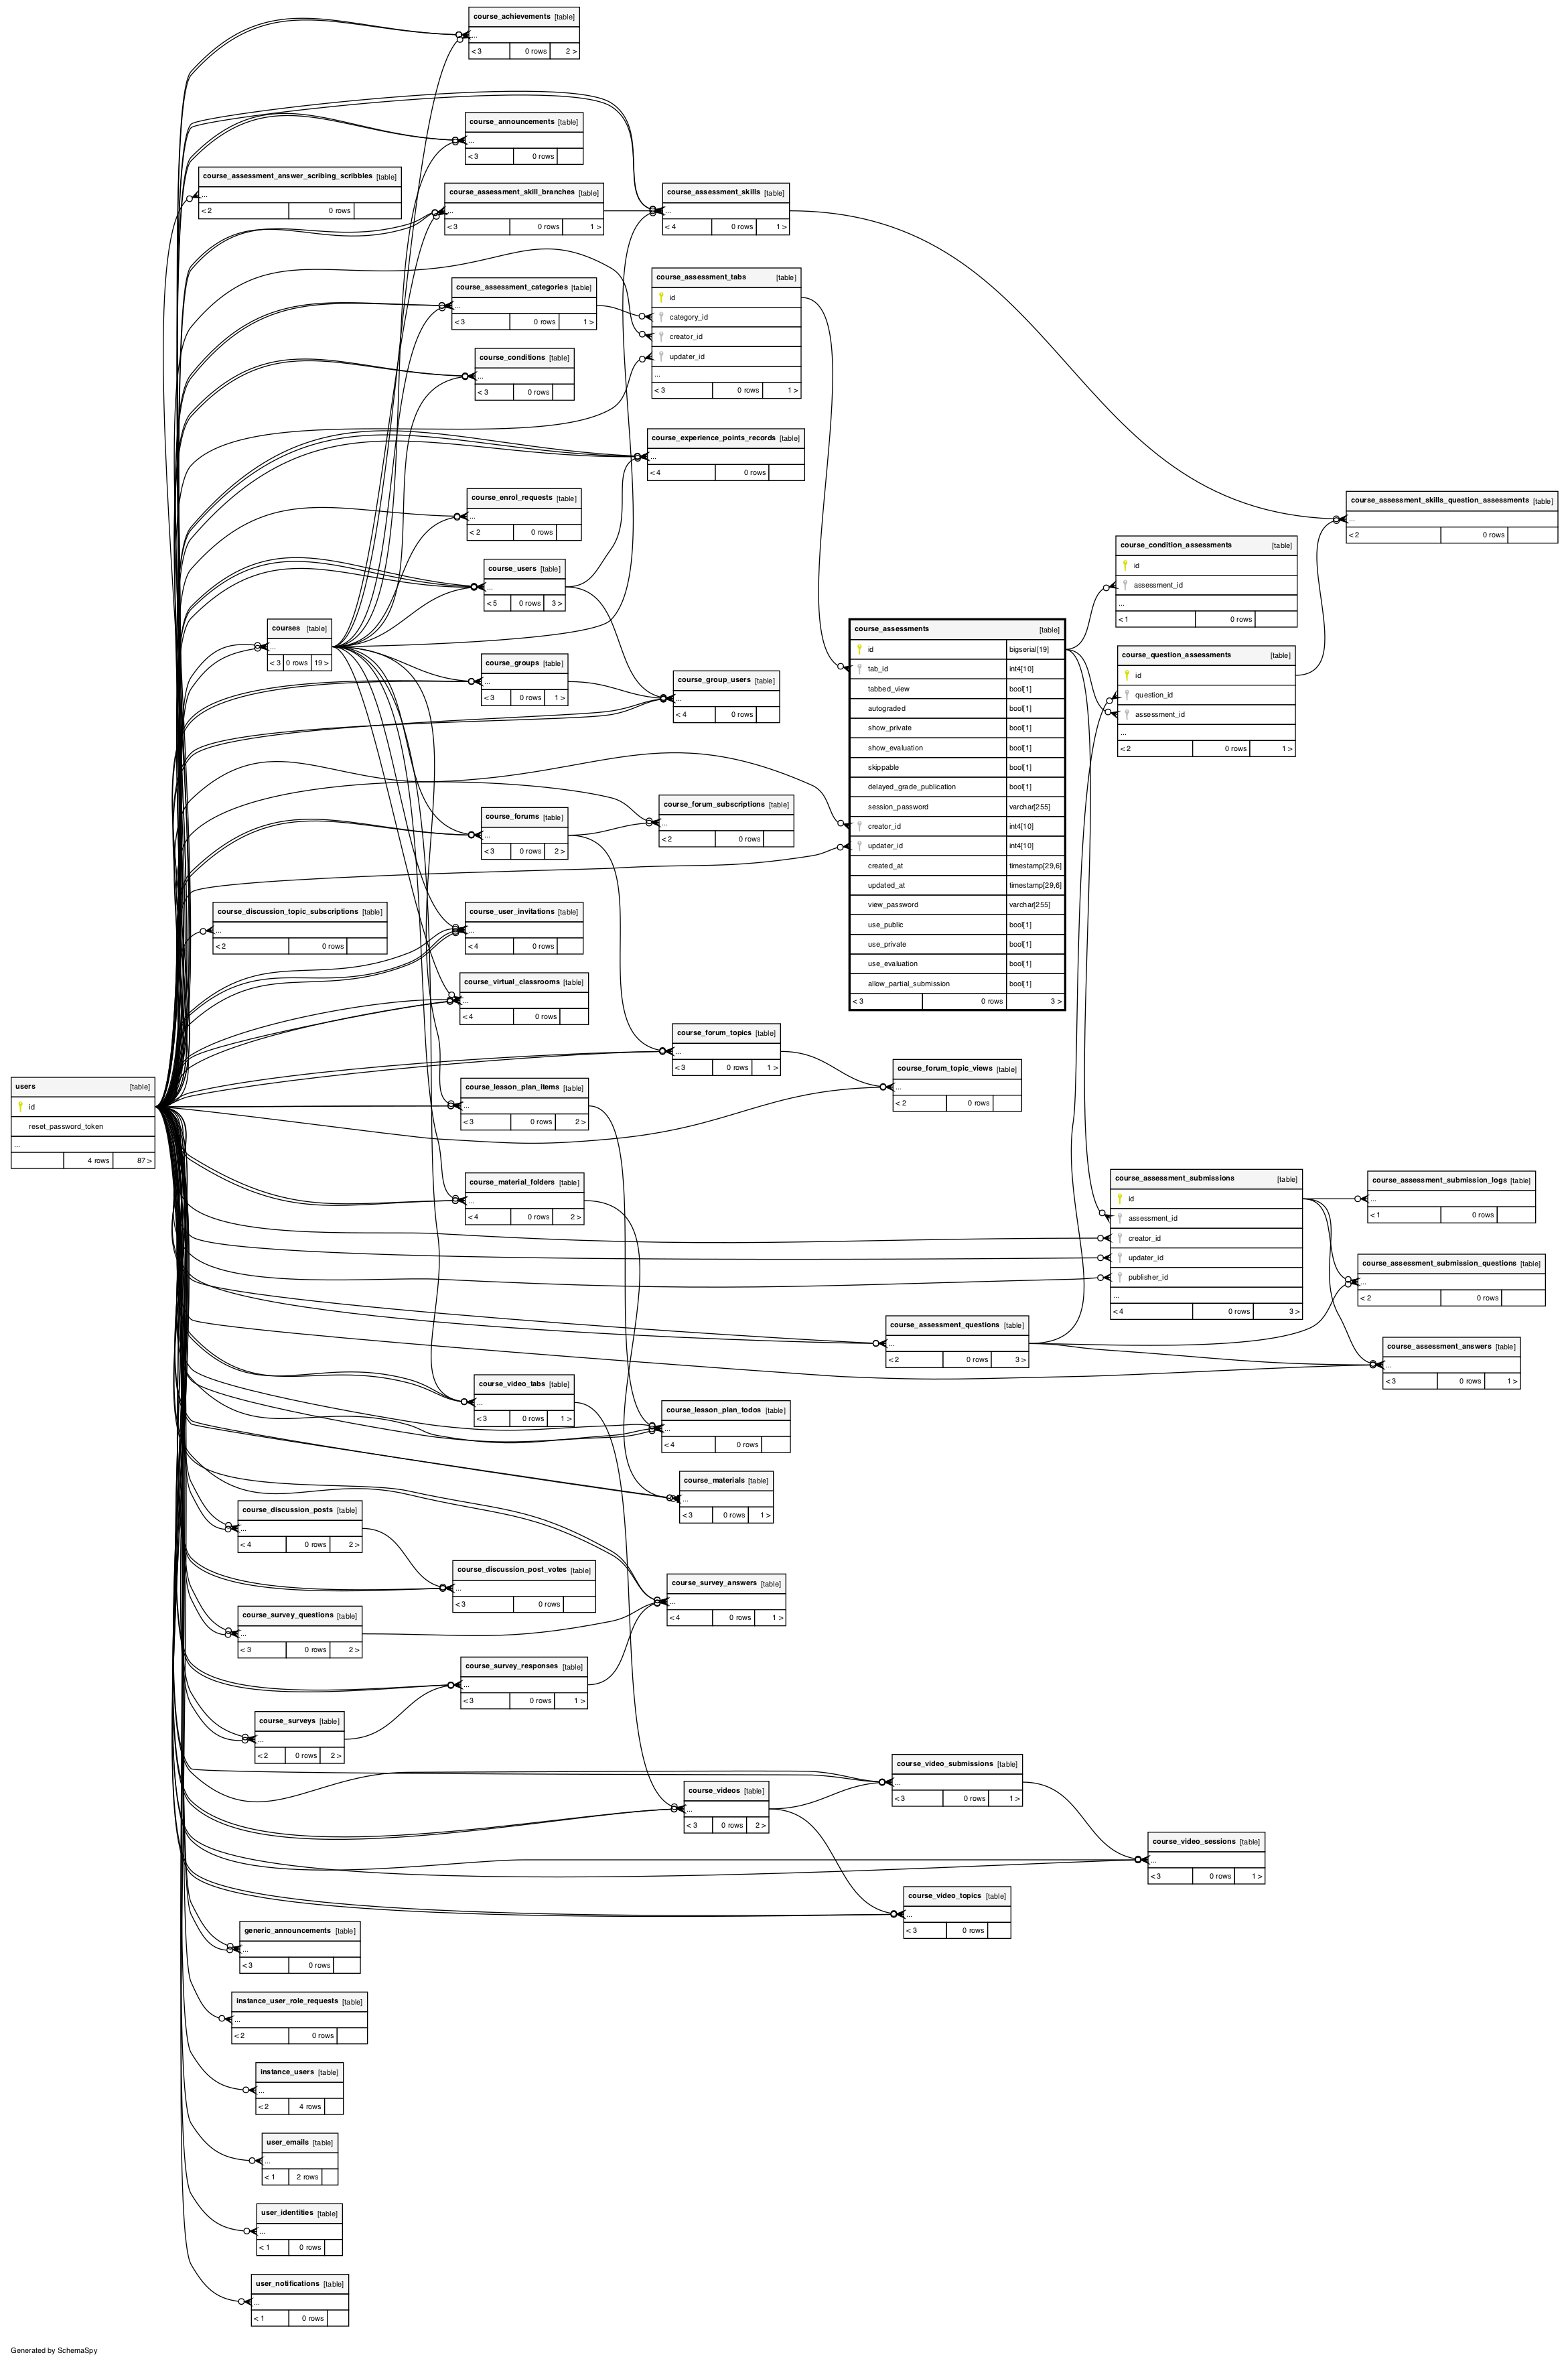 course_achievements [table]
...
< 3 0 rows 2 >
course_announcements [table]
...
< 3 0 rows
course_assessment_answer_scribing_scribbles [table]
...
< 2 0 rows
course_assessment_skill_branches [table]
...
< 3 0 rows 1 >
course_assessment_skills [table]
...
< 4 0 rows 1 >
course_assessment_tabs [table]
id
category_id
creator_id
updater_id
...
< 3 0 rows 1 >
course_assessment_categories [table]
...
< 3 0 rows 1 >
course_conditions [table]
...
< 3 0 rows
course_experience_points_records [table]
...
< 4 0 rows
course_enrol_requests [table]
...
< 2 0 rows
course_assessment_skills_question_assessments [table]
...
< 2 0 rows
course_condition_assessments [table]
id
assessment_id
...
< 1 0 rows
course_users [table]
...
< 5 0 rows 3 >
courses [table]
...
< 3 0 rows 19 >
course_groups [table]
...
< 3 0 rows 1 >
course_group_users [table]
...
< 4 0 rows
course_assessments [table]
id bigserial[19]
tab_id int4[10]
tabbed_view bool[1]
autograded bool[1]
show_private bool[1]
show_evaluation bool[1]
skippable bool[1]
delayed_grade_publication bool[1]
session_password varchar[255]
creator_id int4[10]
updater_id int4[10]
created_at timestamp[29,6]
updated_at timestamp[29,6]
view_password varchar[255]
use_public bool[1]
use_private bool[1]
use_evaluation bool[1]
allow_partial_submission bool[1]
< 3 0 rows 3 >
course_question_assessments [table]
id
question_id
assessment_id
...
< 2 0 rows 1 >
course_forum_subscriptions [table]
...
< 2 0 rows
course_forums [table]
...
< 3 0 rows 2 >
course_discussion_topic_subscriptions [table]
...
< 2 0 rows
course_user_invitations [table]
...
< 4 0 rows
course_virtual_classrooms [table]
...
< 4 0 rows
course_forum_topics [table]
...
< 3 0 rows 1 >
course_forum_topic_views [table]
...
< 2 0 rows
users [table]
id
reset_password_token
...
4 rows 87 >
course_lesson_plan_items [table]
...
< 3 0 rows 2 >
course_material_folders [table]
...
< 4 0 rows 2 >
course_assessment_submissions [table]
id
assessment_id
creator_id
updater_id
publisher_id
...
< 4 0 rows 3 >
course_assessment_submission_logs [table]
...
< 1 0 rows
course_assessment_submission_questions [table]
...
< 2 0 rows
course_assessment_questions [table]
...
< 2 0 rows 3 >
course_assessment_answers [table]
...
< 3 0 rows 1 >
course_video_tabs [table]
...
< 3 0 rows 1 >
course_lesson_plan_todos [table]
...
< 4 0 rows
course_materials [table]
...
< 3 0 rows 1 >
course_discussion_posts [table]
...
< 4 0 rows 2 >
course_discussion_post_votes [table]
...
< 3 0 rows
course_survey_answers [table]
...
< 4 0 rows 1 >
course_survey_questions [table]
...
< 3 0 rows 2 >
course_survey_responses [table]
...
< 3 0 rows 1 >
course_surveys [table]
...
< 2 0 rows 2 >
course_video_submissions [table]
...
< 3 0 rows 1 >
course_videos [table]
...
< 3 0 rows 2 >
course_video_sessions [table]
...
< 3 0 rows 1 >
course_video_topics [table]
...
< 3 0 rows
generic_announcements [table]
...
< 3 0 rows
instance_user_role_requests [table]
...
< 2 0 rows
instance_users [table]
...
< 2 4 rows
user_emails [table]
...
< 1 2 rows
user_identities [table]
...
< 1 0 rows
user_notifications [table]
...
< 1 0 rows
Generated by SchemaSpy